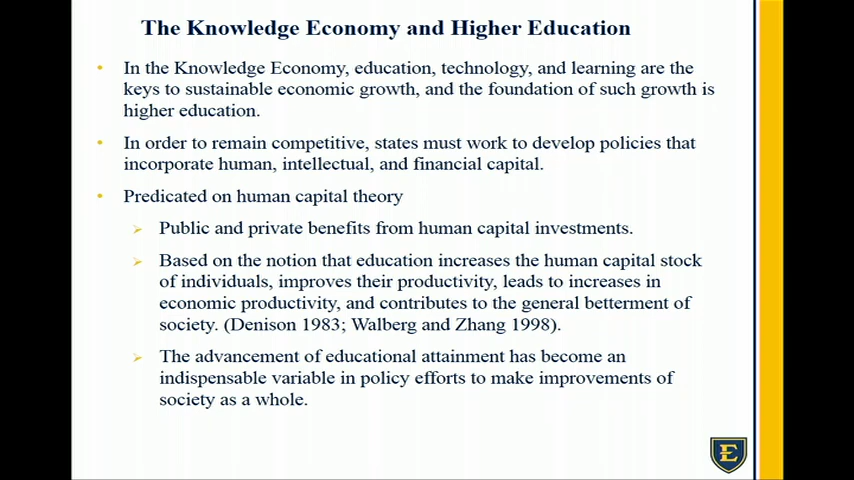 The Knowledge Economy and Higher Education
• In the Knowledge Economy, education, technology, and learning are the
keys to sustainable economic growth, and the foundation of such growth is
higher education.
• In order to remain competitive, states must work to develop policies that
incorporate human, intellectual, and financial capital.
• Predicated on human capital theory
➢ Public and private benefits from human capital investments.
➢ Based on the notion that education increases the human capital stock
of individuals, improves their productivity, leads to increases in
economic productivity, and contributes to the general betterment of
society. (Denison 1983; Walberg and Zhang 1998).
➢ The advancement of educational attainment has become an
indispensable variable in policy efforts to make improvements of
society as a whole.
E